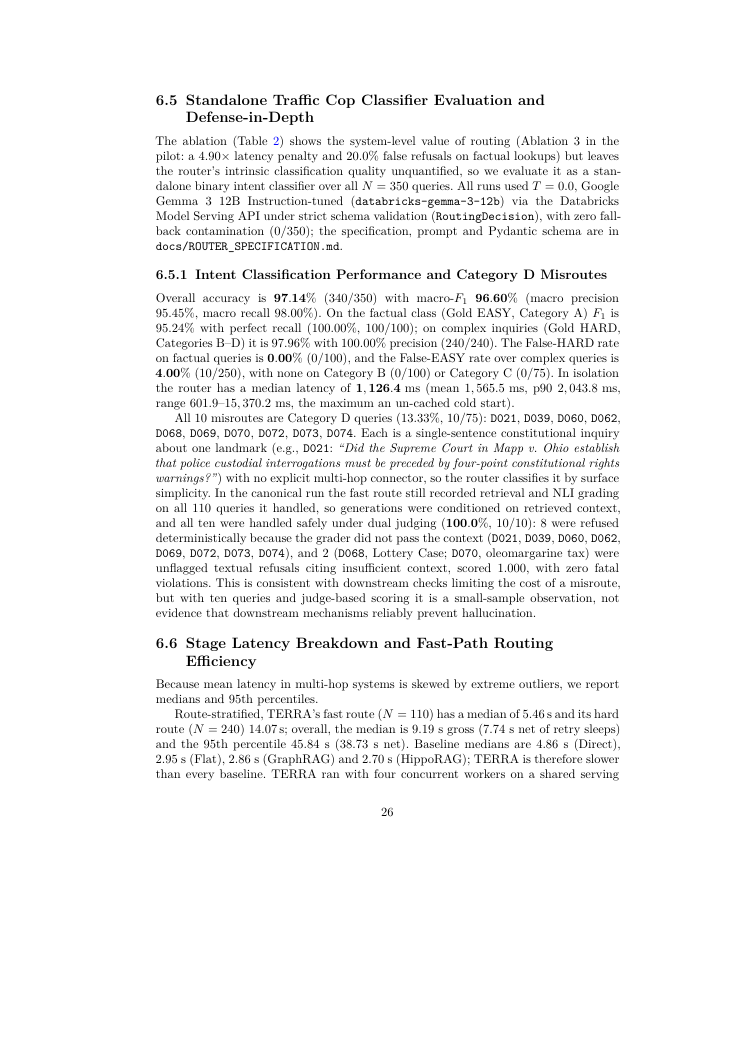 6.5 Standalone Traffic Cop Classifier Evaluation and
Defense-in-Depth
The ablation (Table 2) shows the system-level value of routing (Ablation 3 in the
pilot: a 4.90× latency penalty and 20.0% false refusals on factual lookups) but leaves
the router's intrinsic classification quality unquantified, so we evaluate it as a stan-
dalone binary intent classifier over all N = 350 queries. All runs used T = 0.0, Google
Gemma 3 12B Instruction-tuned (databricks-gemma-3-12b) via the Databricks
Model Serving API under strict schema validation (RoutingDecision), with zero fall-
back contamination (0/350); the specification, prompt and Pydantic schema are in
docs/ROUTER_SPECIFICATION.md.
6.5.1 Intent Classification Performance and Category D Misroutes
Overall accuracy is 97.14% (340/350) with macro-F1 96.60% (macro precision
95.45%, macro recall 98.00%). On the factual class (Gold EASY, Category A) F1 is
95.24% with perfect recall (100.00%, 100/100); on complex inquiries (Gold HARD,
Categories B–D) it is 97.96% with 100.00% precision (240/240). The False-HARD rate
on factual queries is 0.00% (0/100), and the False-EASY rate over complex queries is
4.00% (10/250), with none on Category B (0/100) or Category C (0/75). In isolation
the router has a median latency of 1,126.4 ms (mean 1,565.5 ms, p90 2,043.8 ms,
range 601.9–15,370.2 ms, the maximum an un-cached cold start).
All 10 misroutes are Category D queries (13.33%, 10/75): D021, D039, D060, D062,
D068, D069, D070, D072, D073, D074. Each is a single-sentence constitutional inquiry
about one landmark (e.g., D021: “Did the Supreme Court in Mapp v. Ohio establish
that police custodial interrogations must be preceded by four-point constitutional rights
warnings?”) with no explicit multi-hop connector, so the router classifies it by surface
simplicity. In the canonical run the fast route still recorded retrieval and NLI grading
on all 110 queries it handled, so generations were conditioned on retrieved context,
and all ten were handled safely under dual judging (100.0%, 10/10): 8 were refused
deterministically because the grader did not pass the context (D021, D039, D060, D062,
D069, D072, D073, D074), and 2 (D068, Lottery Case; D070, oleomargarine tax) were
unflagged textual refusals citing insufficient context, scored 1.000, with zero fatal
violations. This is consistent with downstream checks limiting the cost of a misroute,
but with ten queries and judge-based scoring it is a small-sample observation, not
evidence that downstream mechanisms reliably prevent hallucination.
6.6 Stage Latency Breakdown and Fast-Path Routing
Efficiency
Because mean latency in multi-hop systems is skewed by extreme outliers, we report
medians and 95th percentiles.
Route-stratified, TERRA's fast route (N = 110) has a median of 5.46 s and its hard
route (N = 240) 14.07 s; overall, the median is 9.19 s gross (7.74 s net of retry sleeps)
and the 95th percentile 45.84 s (38.73 s net). Baseline medians are 4.86 s (Direct),
2.95 s (Flat), 2.86 s (GraphRAG) and 2.70 s (HippoRAG); TERRA is therefore slower
than every baseline. TERRA ran with four concurrent workers on a shared serving
26